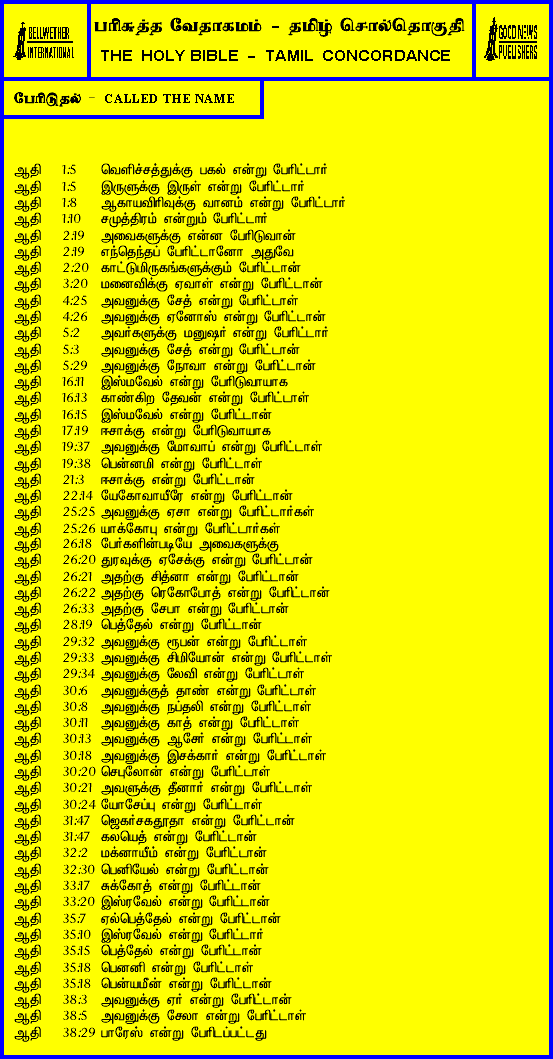 BELLWETHER
INTERNATIONAL
பரிசுத்த வேதாகமம் - தமிழ் சொல்தொகுதி
THE HOLY BIBLE - TAMIL CONCORDANCE
GOOD NEWS
PUBLISHERS
பேரிடுதல் - CALLED THE NAME
ஆதி 1:5 வெளிச்சத்துக்கு பகல் என்று பேரிட்டார்
ஆதி 1:5 இருளுக்கு இருள் என்று பேரிட்டார்
ஆதி 1:8 ஆகாயவிரிவுக்கு வானம் என்று பேரிட்டார்
ஆதி 1:10 சமுத்திரம் என்றும் பேரிட்டார்
ஆதி 2:19 அவைகளுக்கு என்ன பேரிடுவான்
ஆதி 2:19 எந்தெந்தப் பேரிட்டானோ அதுவே
ஆதி 2:20 காட்டுமிருகங்களுக்கும் பேரிட்டான்
ஆதி 3:20 மனைவிக்கு ஏவாள் என்று பேரிட்டான்
ஆதி 4:25 அவனுக்கு சேத் என்று பேரிட்டாள்
ஆதி 4:26 அவனுக்கு ஏனோஸ் என்று பேரிட்டான்
ஆதி 5:2 அவர்களுக்கு மனுஷர் என்று பேரிட்டார்
ஆதி 5:3 அவனுக்கு சேத் என்று பேரிட்டான்
ஆதி 5:29 அவனுக்கு நோவா என்று பேரிட்டான்
ஆதி 16:11 இஸ்மவேல் என்று பேரிடுவாயாக
ஆதி 16:13 காண்கிற தேவன் என்று பேரிட்டாள்
ஆதி 16:15 இஸ்மவேல் என்று பேரிட்டான்
ஆதி 17:19 ஈசாக்கு என்று பேரிடுவாயாக
ஆதி 19:37 அவனுக்கு மோவாப் என்று பேரிட்டாள்
ஆதி 19:38 பென்னமி என்று பேரிட்டாள்
ஆதி 21:3 ஈசாக்கு என்று பேரிட்டான்
ஆதி 22:14 யேகோவாயீரே என்று பேரிட்டான்
ஆதி 25:25 அவனுக்கு ஏசா என்று பேரிட்டார்கள்
ஆதி 25:26 யாக்கோபு என்று பேரிட்டார்கள்
ஆதி 26:18 பேர்களின்படியே அவைகளுக்கு
ஆதி 26:20 துரவுக்கு ஏசேக்கு என்று பேரிட்டான்
ஆதி 26:21 அதற்கு சித்னா என்று பேரிட்டான்
ஆதி 26:22 அதற்கு ரெகோபோத் என்று பேரிட்டான்
ஆதி 26:33 அதற்கு சேபா என்று பேரிட்டான்
ஆதி 28:19 பெத்தேல் என்று பேரிட்டான்
ஆதி 29:32 அவனுக்கு ரூபன் என்று பேரிட்டாள்
ஆதி 29:33 அவனுக்கு சிமியோன் என்று பேரிட்டாள்
ஆதி 29:34 அவனுக்கு லேவி என்று பேரிட்டாள்
ஆதி 30:6 அவனுக்குத் தாண் என்று பேரிட்டாள்
ஆதி 30:8 அவனுக்கு நப்தலி என்று பேரிட்டாள்
ஆதி 30:11 அவனுக்கு காத் என்று பேரிட்டாள்
ஆதி 30:13 அவனுக்கு ஆசேர் என்று பேரிட்டாள்
ஆதி 30:18 அவனுக்கு இசக்கார் என்று பேரிட்டாள்
ஆதி 30:20 செபுலோன் என்று பேரிட்டாள்
ஆதி 30:21 அவளுக்கு தீனார் என்று பேரிட்டாள்
ஆதி 30:24 யோசேப்பு என்று பேரிட்டாள்
ஆதி 31:47 ஜெகர்சகதூதா என்று பேரிட்டான்
ஆதி 31:47 கலயெத் என்று பேரிட்டான்
ஆதி 32:2 மக்னாயீம் என்று பேரிட்டான்
ஆதி 32:30 பெனியேல் என்று பேரிட்டான்
ஆதி 33:17 சுக்கோத் என்று பேரிட்டான்
ஆதி 33:20 இஸ்ரவேல் என்று பேரிட்டான்
ஆதி 35:7 ஏல்பெத்தேல் என்று பேரிட்டான்
ஆதி 35:10 இஸ்ரவேல் என்று பேரிட்டார்
ஆதி 35:15 பெத்தேல் என்று பேரிட்டான்
ஆதி 35:18 பெனனி என்று பேரிட்டாள்
ஆதி 35:18 பென்யமீன் என்று பேரிட்டான்
ஆதி 38:3 அவனுக்கு ஏர் என்று பேரிட்டான்
ஆதி 38:5 அவனுக்கு சேலா என்று பேரிட்டாள்
ஆதி 38:29 பாரேஸ் என்று பேரிடப்பட்டது